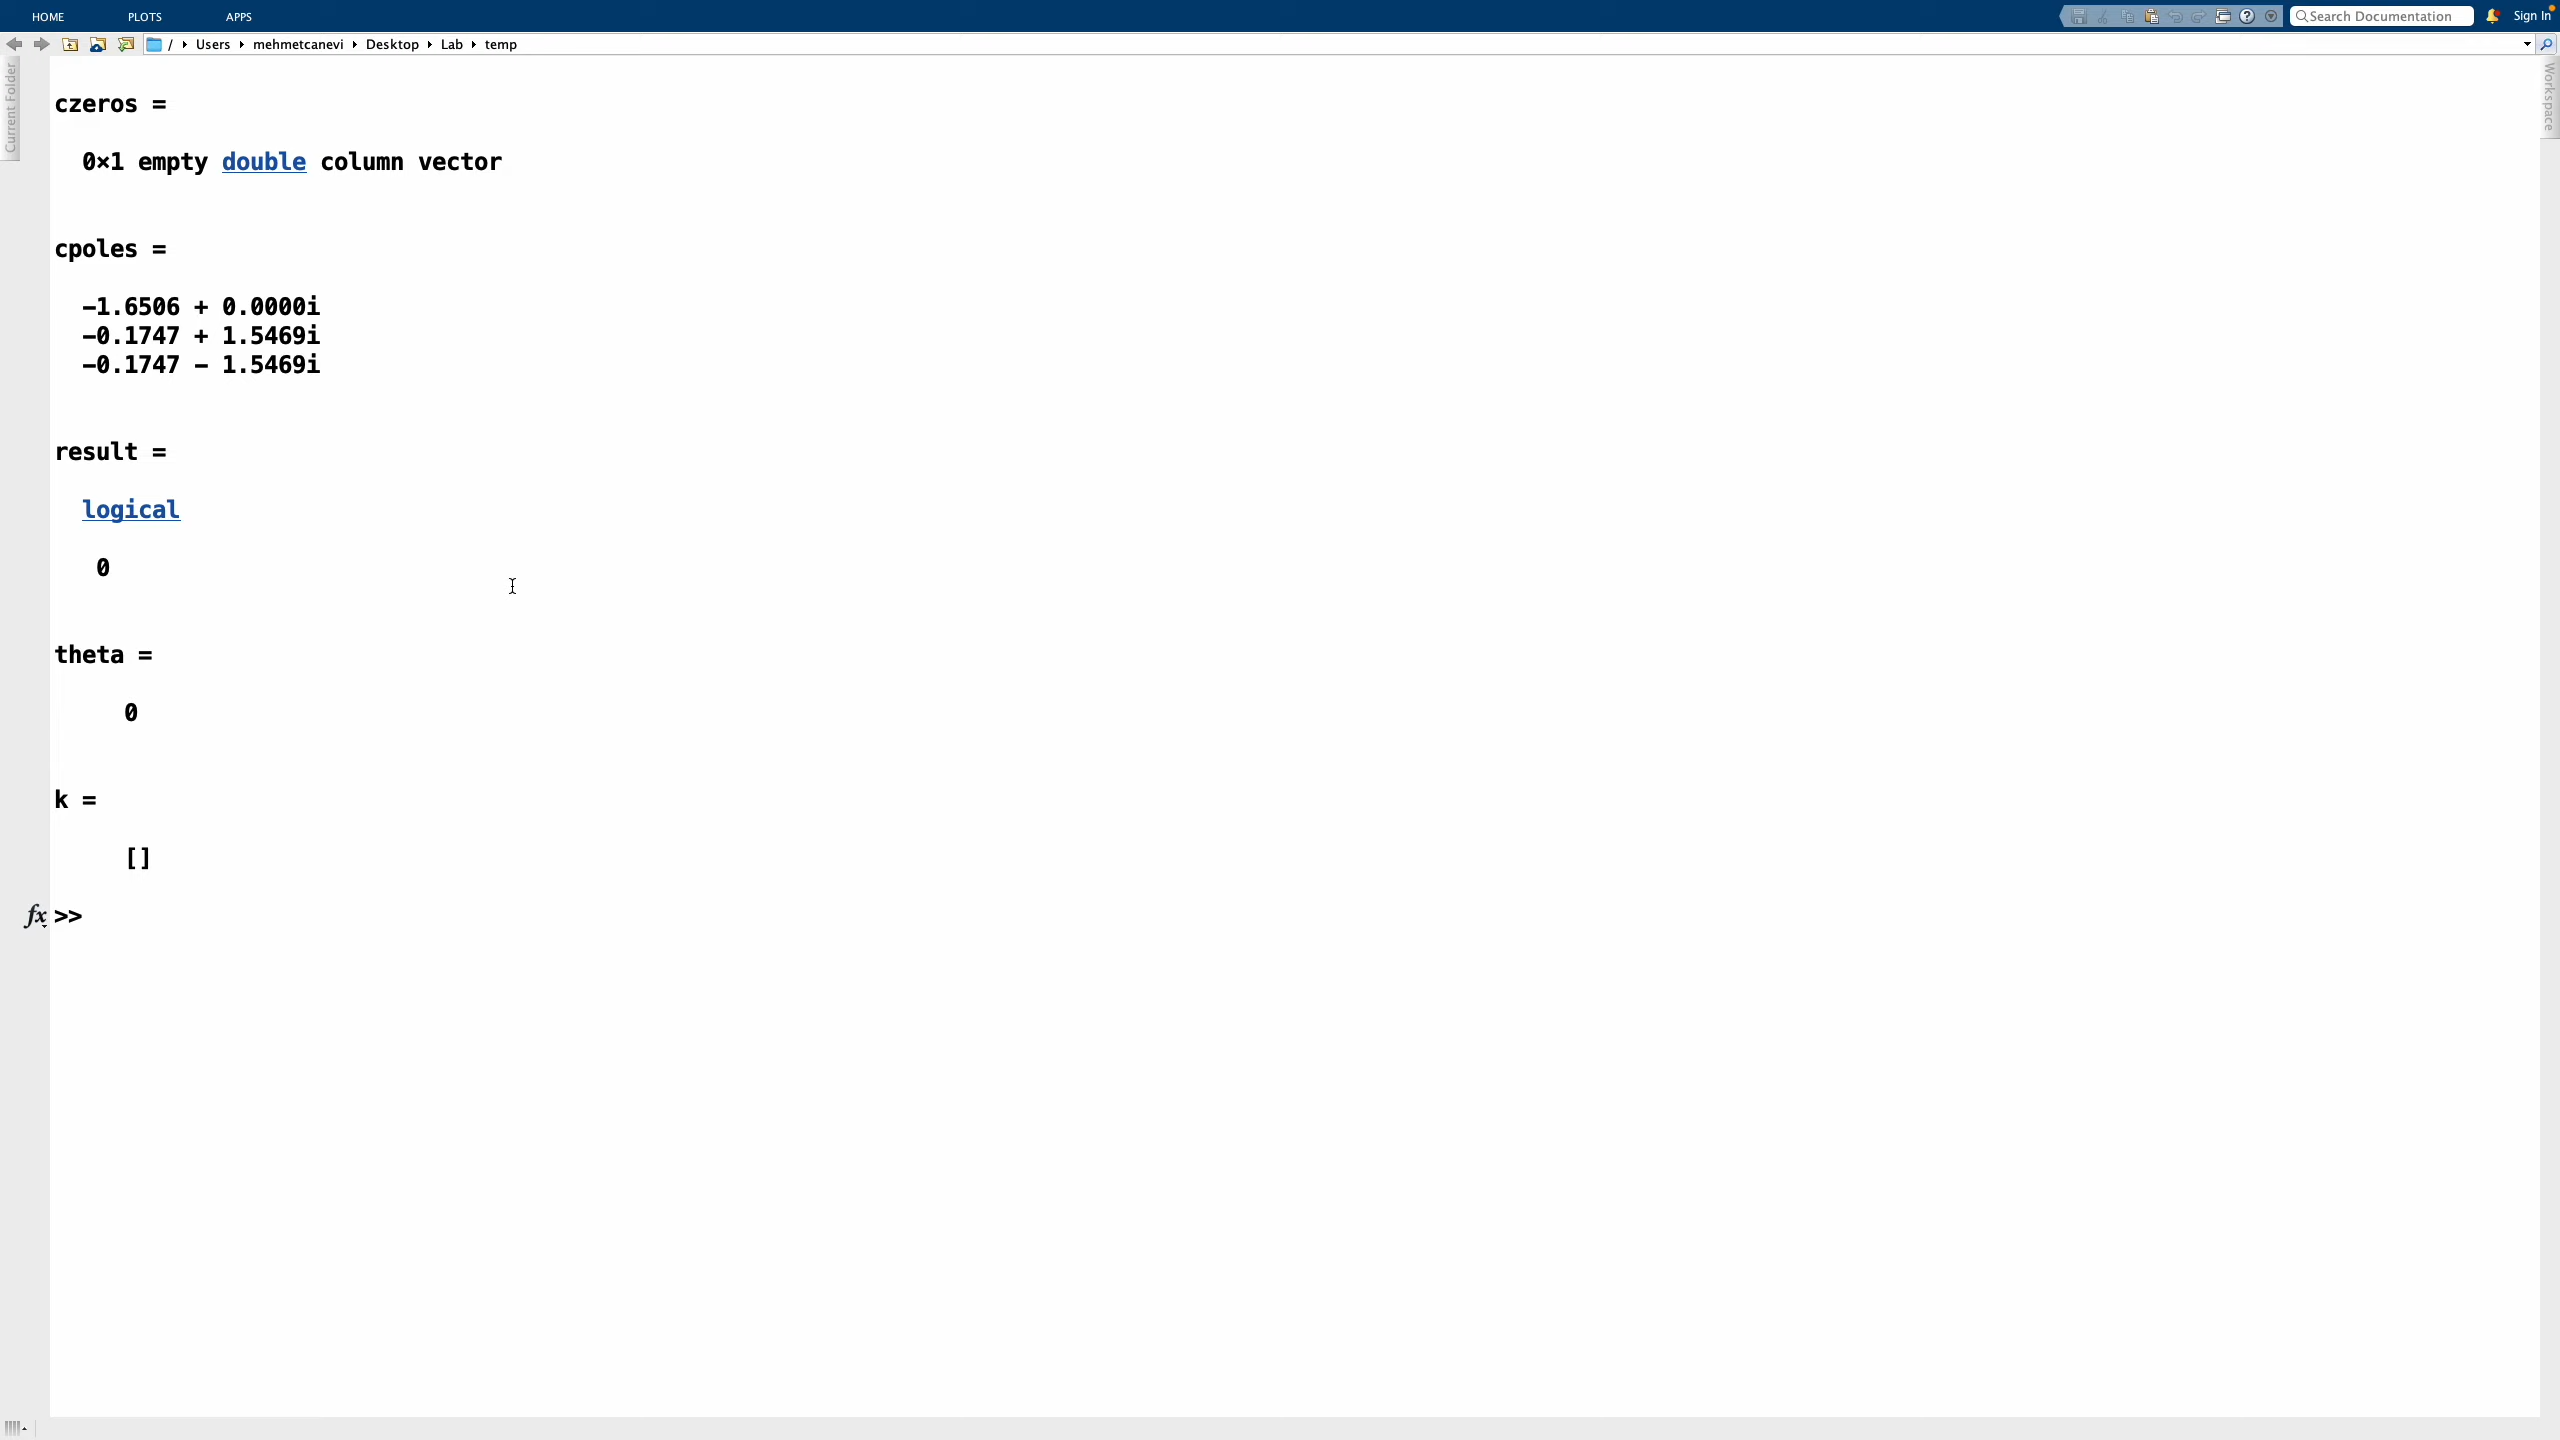 HOME PLOTS APPS Search Documentation Sign In
/ Users mehmetcanevi Desktop Lab temp
Current Folder
Workspace
czeros =
0×1 empty double column vector
cpoles =
-1.6506 + 0.0000i
-0.1747 + 1.5469i
-0.1747 - 1.5469i
result =
logical
0
theta =
0
k =
[]
fx >>